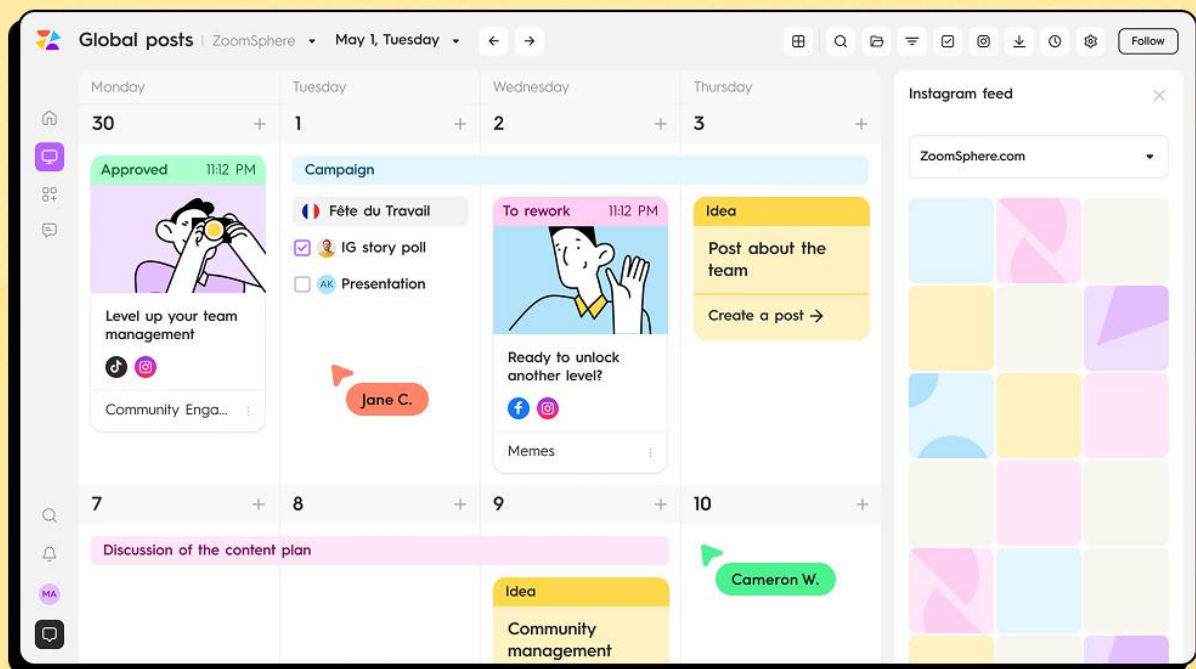 Global posts | ZoomSphere May 1, Tuesday Follow
Monday Tuesday Wednesday Thursday
30 1 2 3
Approved 11:12 PM
Level up your team
management
Community Enga...
Campaign
Fête du Travail
IG story poll
AK Presentation
Jane C.
To rework 11:12 PM
Ready to unlock
another level?
Memes
Idea
Post about the
team
Create a post →
7 8 9 10
Discussion of the content plan
Idea
Community
management
Cameron W.
Instagram feed
ZoomSphere.com
MA